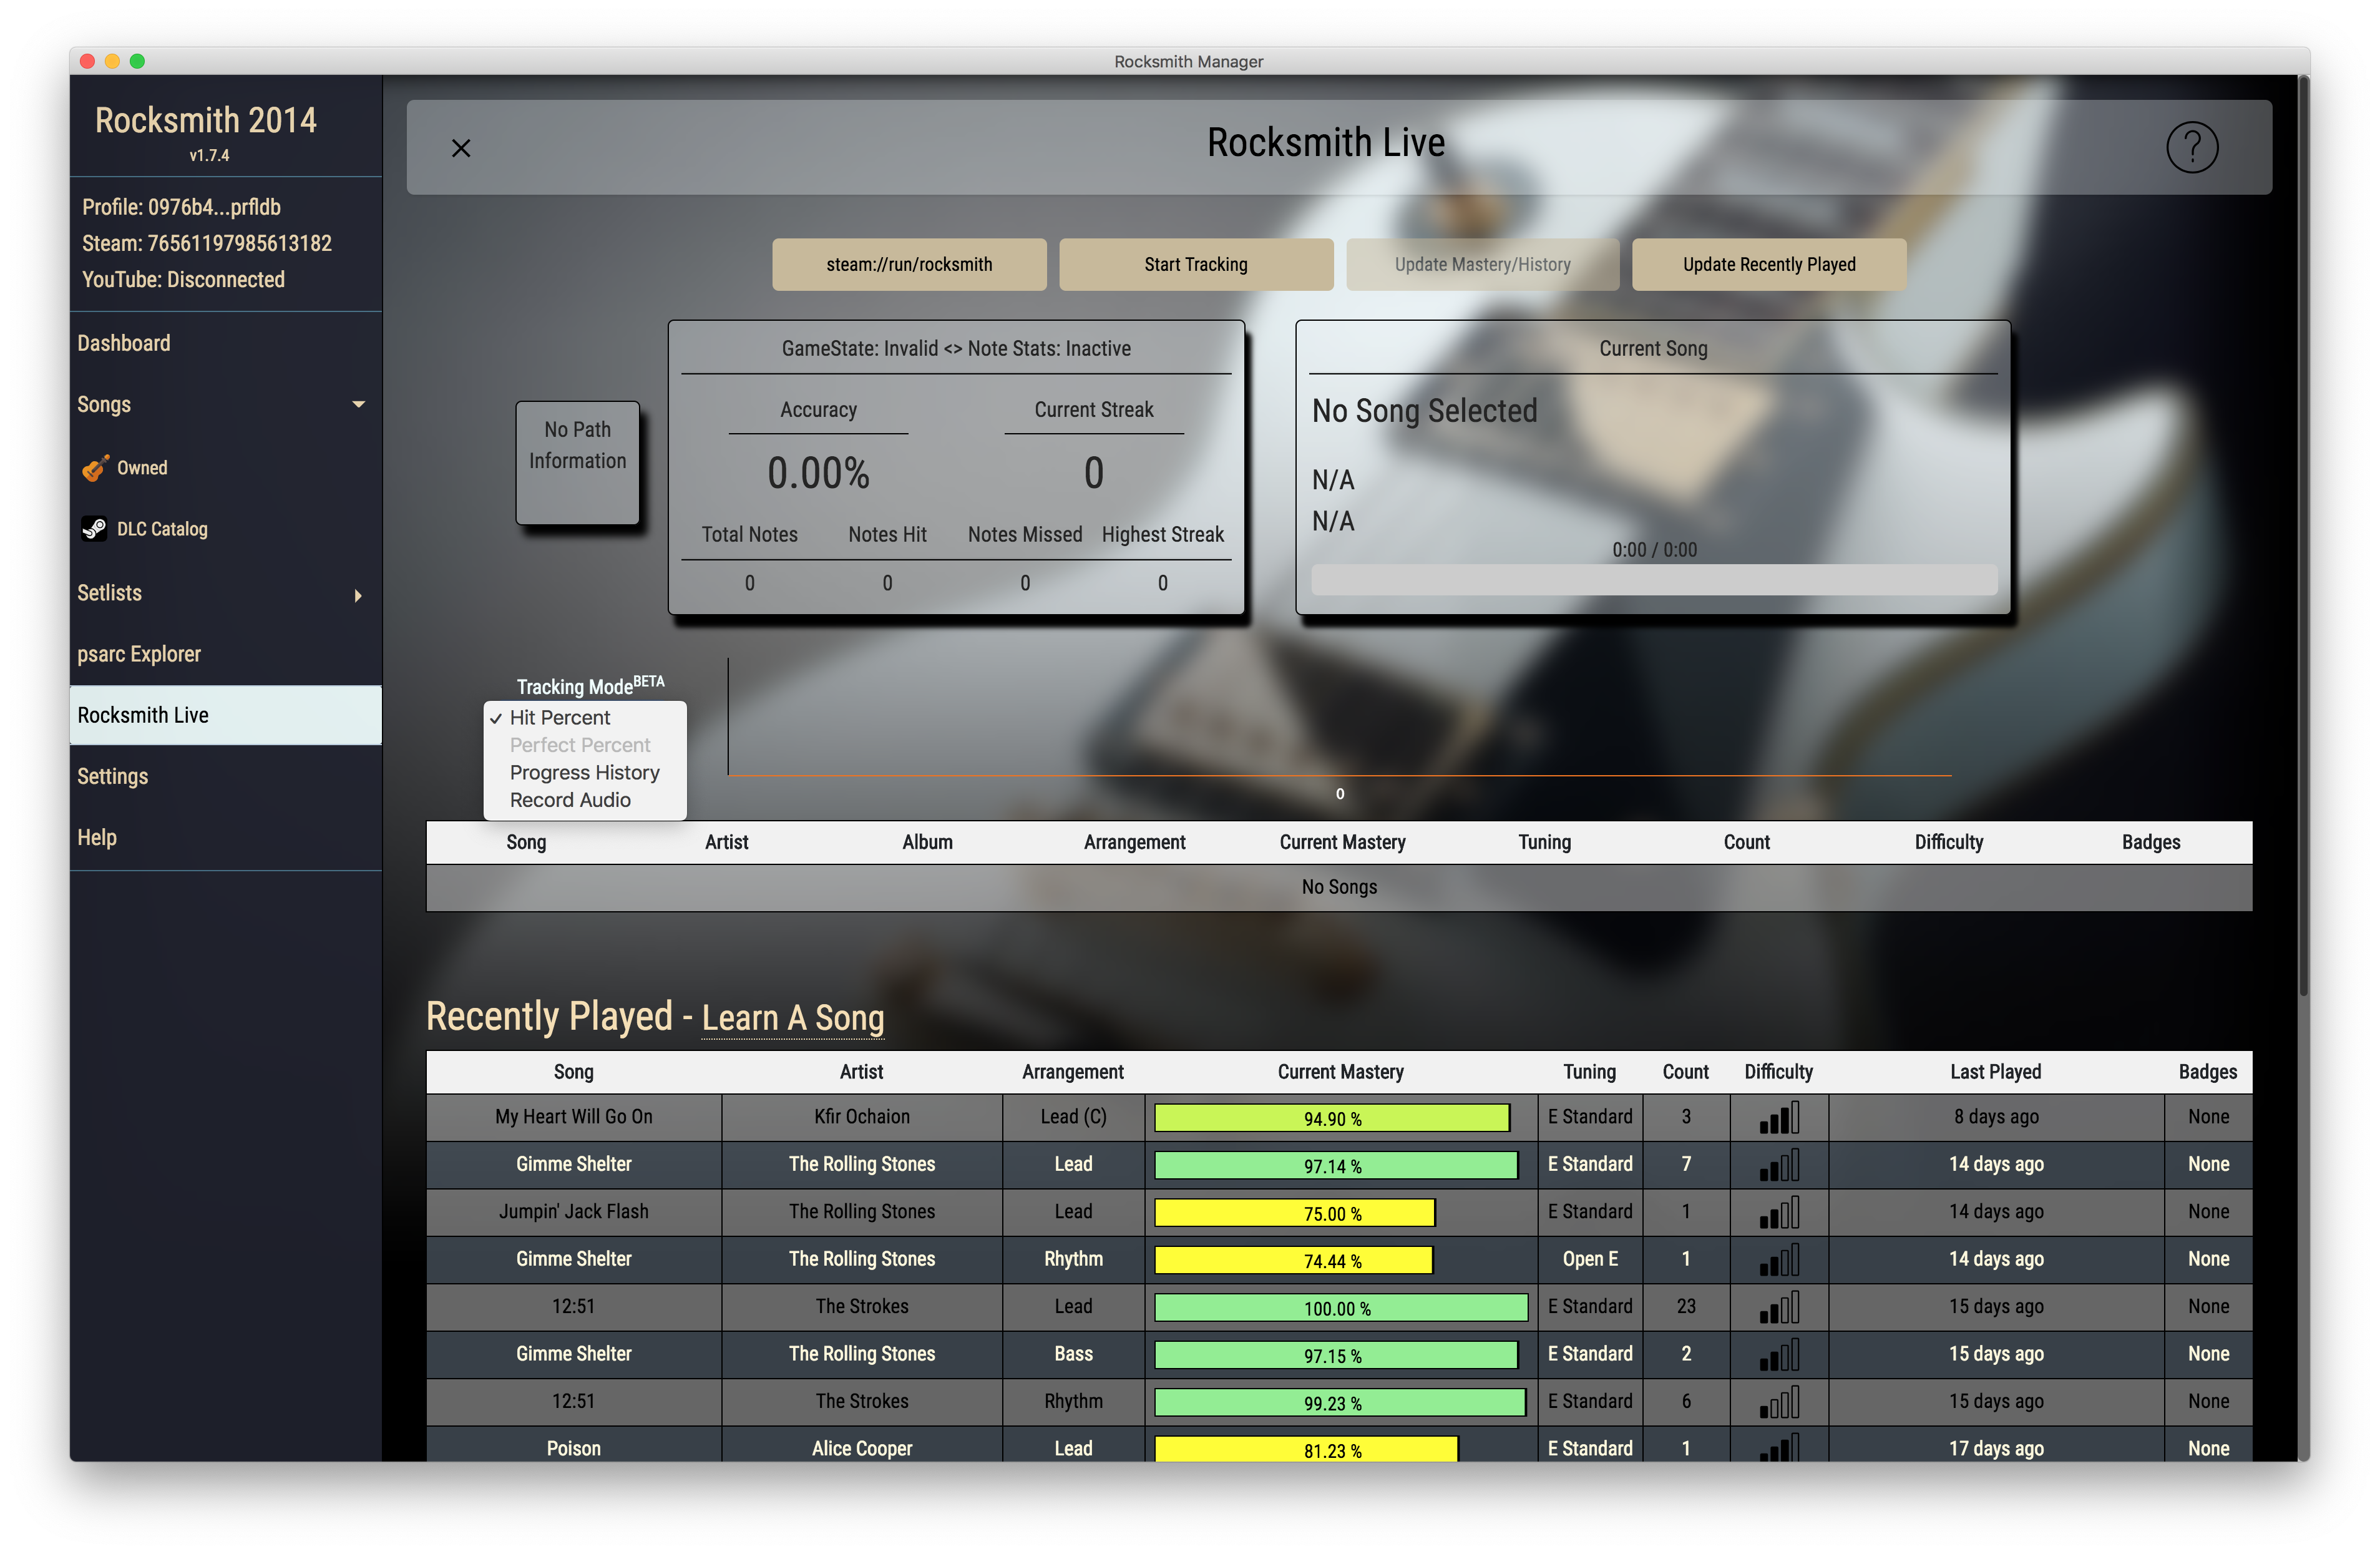 Rocksmith Manager
Rocksmith 2014
v1.7.4
Profile: 0976b4...prfldb
Steam: 76561197985613182
YouTube: Disconnected
Dashboard
Songs
Owned
DLC Catalog
Setlists
psarc Explorer
Rocksmith Live
Settings
Help
× Rocksmith Live ?
steam://run/rocksmith Start Tracking Update Mastery/History Update Recently Played
No Path
Information
GameState: Invalid <> Note Stats: Inactive
Accuracy Current Streak
0.00% 0
Total Notes Notes Hit Notes Missed Highest Streak
0 0 0 0
Current Song
No Song Selected
N/A
N/A
0:00 / 0:00
Tracking ModeBETA
✓ Hit Percent
Perfect Percent
Progress History
Record Audio
0
Song Artist Album Arrangement Current Mastery Tuning Count Difficulty Badges
No Songs
Recently Played - Learn A Song
Song Artist Arrangement Current Mastery Tuning Count Difficulty Last Played Badges
My Heart Will Go On Kfir Ochaion Lead (C) 94.90 % E Standard 3 8 days ago None
Gimme Shelter The Rolling Stones Lead 97.14 % E Standard 7 14 days ago None
Jumpin' Jack Flash The Rolling Stones Lead 75.00 % E Standard 1 14 days ago None
Gimme Shelter The Rolling Stones Rhythm 74.44 % Open E 1 14 days ago None
12:51 The Strokes Lead 100.00 % E Standard 23 15 days ago None
Gimme Shelter The Rolling Stones Bass 97.15 % E Standard 2 15 days ago None
12:51 The Strokes Rhythm 99.23 % E Standard 6 15 days ago None
Poison Alice Cooper Lead 81.23 % E Standard 1 17 days ago None